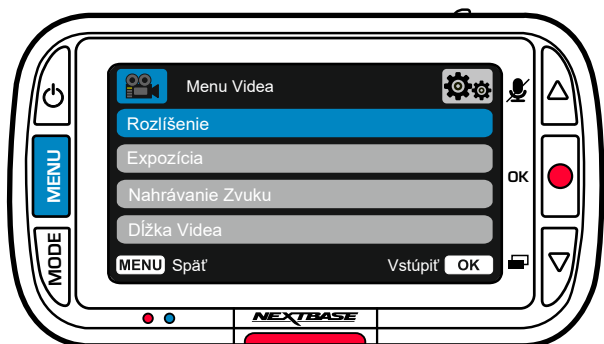 Menu Videa
Rozlíšenie
Expozícia
Nahrávanie Zvuku
Dĺžka Videa
MENU Späť Vstúpiť OK
MENU
MODE
OK
NEXTBASE